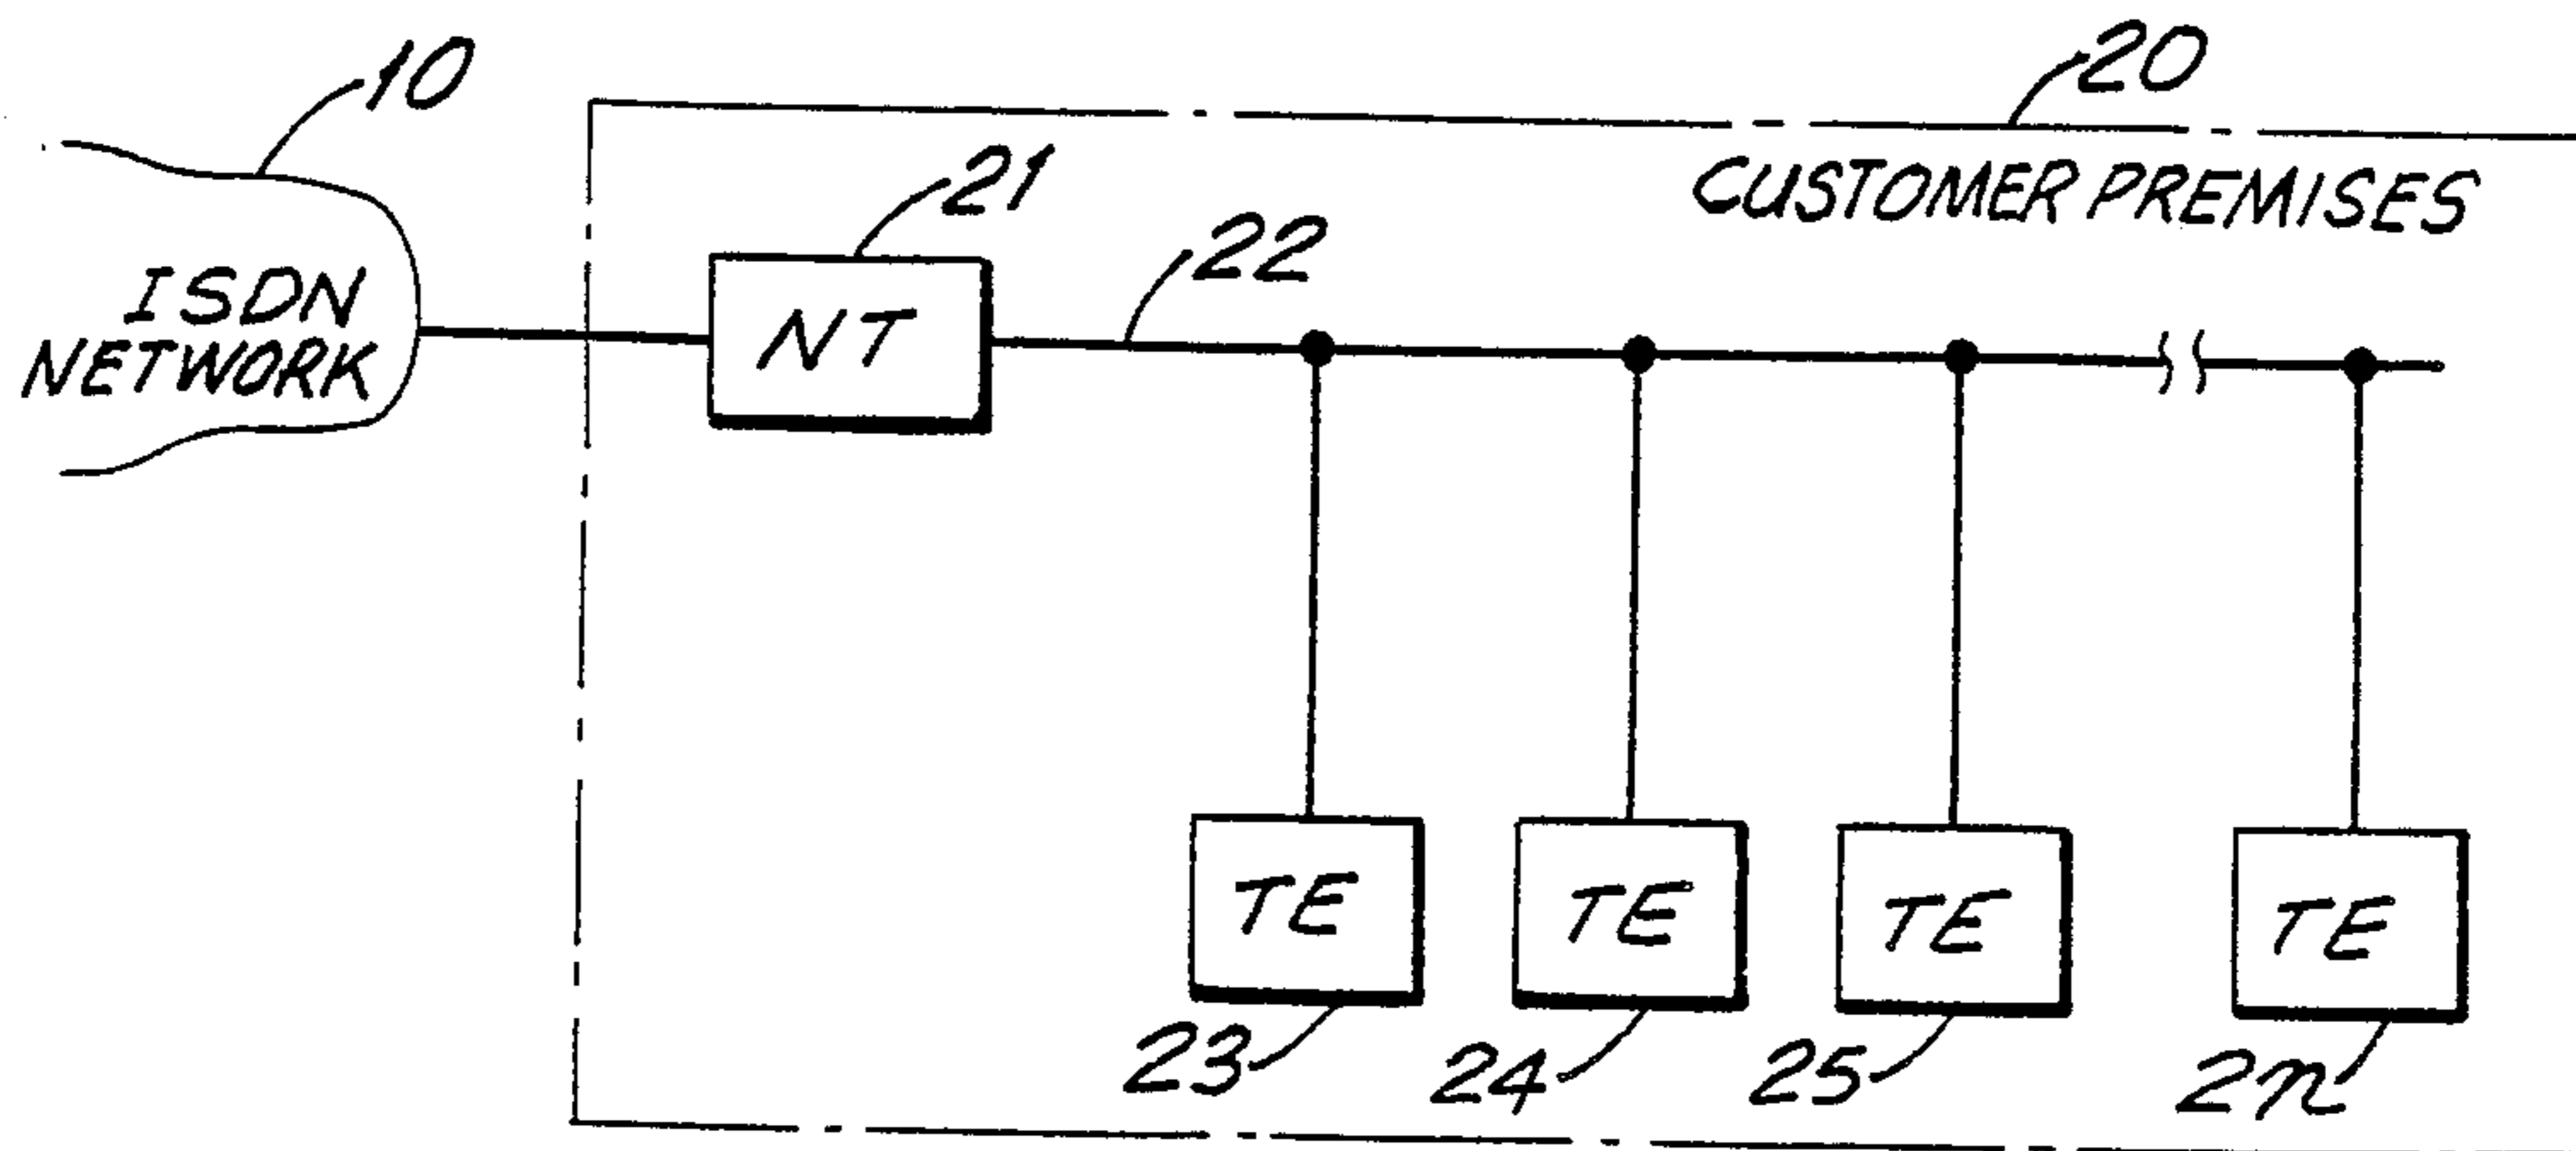 10
20
21
CUSTOMER PREMISES
22
ISDN
NETWORK
NT
TE
TE
TE
TE
23
24
25
2n